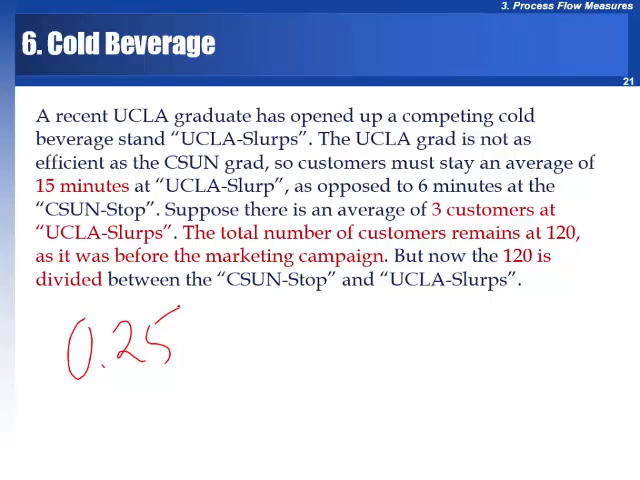 3. Process Flow Measures
6. Cold Beverage
21
A recent UCLA graduate has opened up a competing cold
beverage stand “UCLA-Slurps”. The UCLA grad is not as
efficient as the CSUN grad, so customers must stay an average of
15 minutes at “UCLA-Slurp”, as opposed to 6 minutes at the
“CSUN-Stop”. Suppose there is an average of 3 customers at
“UCLA-Slurps”. The total number of customers remains at 120,
as it was before the marketing campaign. But now the 120 is
divided between the “CSUN-Stop” and “UCLA-Slurps”.
0.25